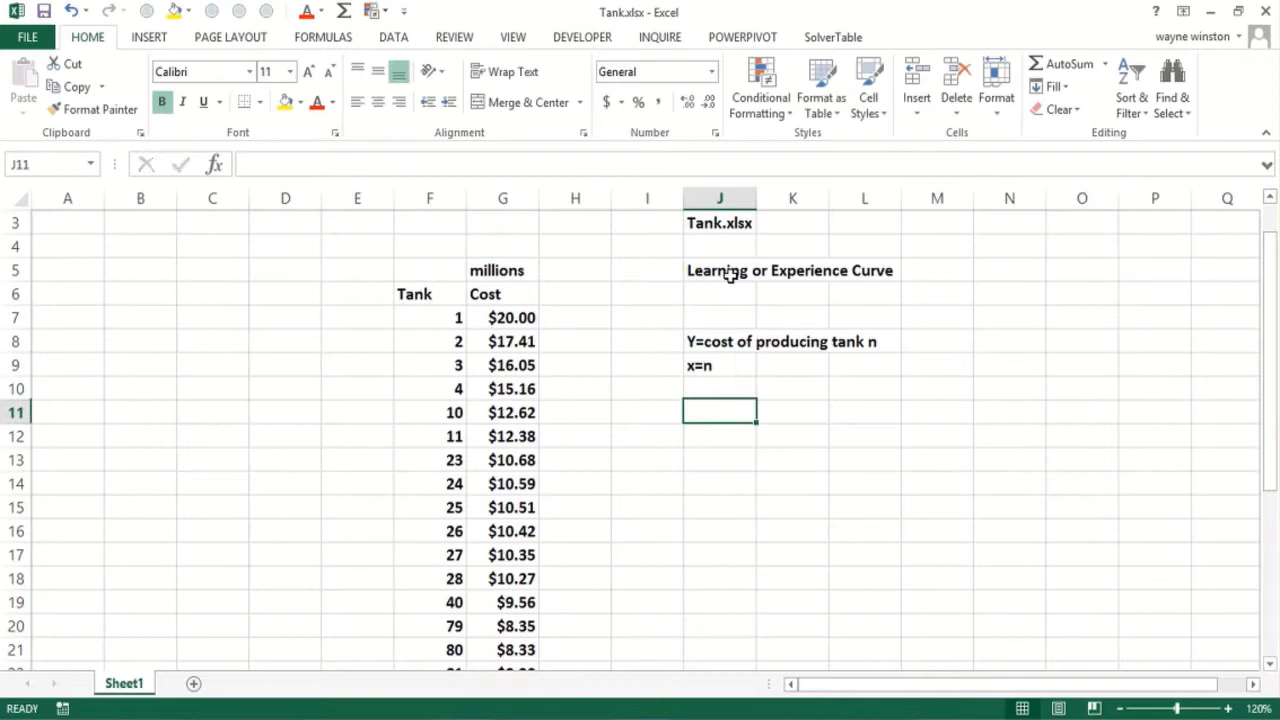 Tank.xlsx - Excel
FILE HOME INSERT PAGE LAYOUT FORMULAS DATA REVIEW VIEW DEVELOPER INQUIRE POWERPIVOT SolverTable wayne winston
Paste
Cut
Copy
Format Painter
Clipboard
Calibri 11
B I U
Font
Wrap Text
Merge & Center
Alignment
General
$ % ,
Number
Conditional Formatting
Format as Table
Cell Styles
Styles
Insert Delete Format
Cells
AutoSum
Fill
Clear
Sort & Filter
Find & Select
Editing
J11 fx
A B C D E F G H I J K L M N O P Q
3 Tank.xlsx
4
5 millions Learning or Experience Curve
6 Tank Cost
7 1 $20.00
8 2 $17.41 Y=cost of producing tank n
9 3 $16.05 x=n
10 4 $15.16
11 10 $12.62
12 11 $12.38
13 23 $10.68
14 24 $10.59
15 25 $10.51
16 26 $10.42
17 27 $10.35
18 28 $10.27
19 40 $9.56
20 79 $8.35
21 80 $8.33
Sheet1
READY 120%